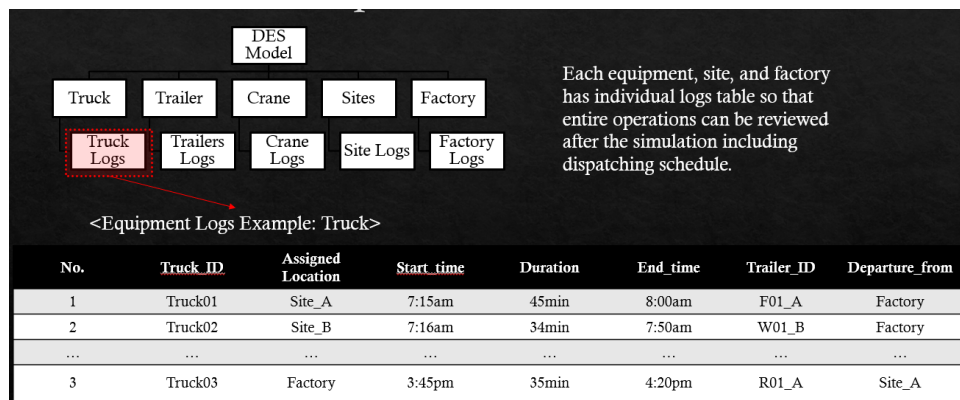 DES
Model
Truck
Trailer
Crane
Sites
Factory
Truck
Logs
Trailers
Logs
Crane
Logs
Site Logs
Factory
Logs
Each equipment, site, and factory
has individual logs table so that
entire operations can be reviewed
after the simulation including
dispatching schedule.
<Equipment Logs Example: Truck>
No. Truck_ID Assigned Location Start_time Duration End_time Trailer_ID Departure_from
1 Truck01 Site_A 7:15am 45min 8:00am F01_A Factory
2 Truck02 Site_B 7:16am 34min 7:50am W01_B Factory
... ... ... ... ... ... ... ...
3 Truck03 Factory 3:45pm 35min 4:20pm R01_A Site_A